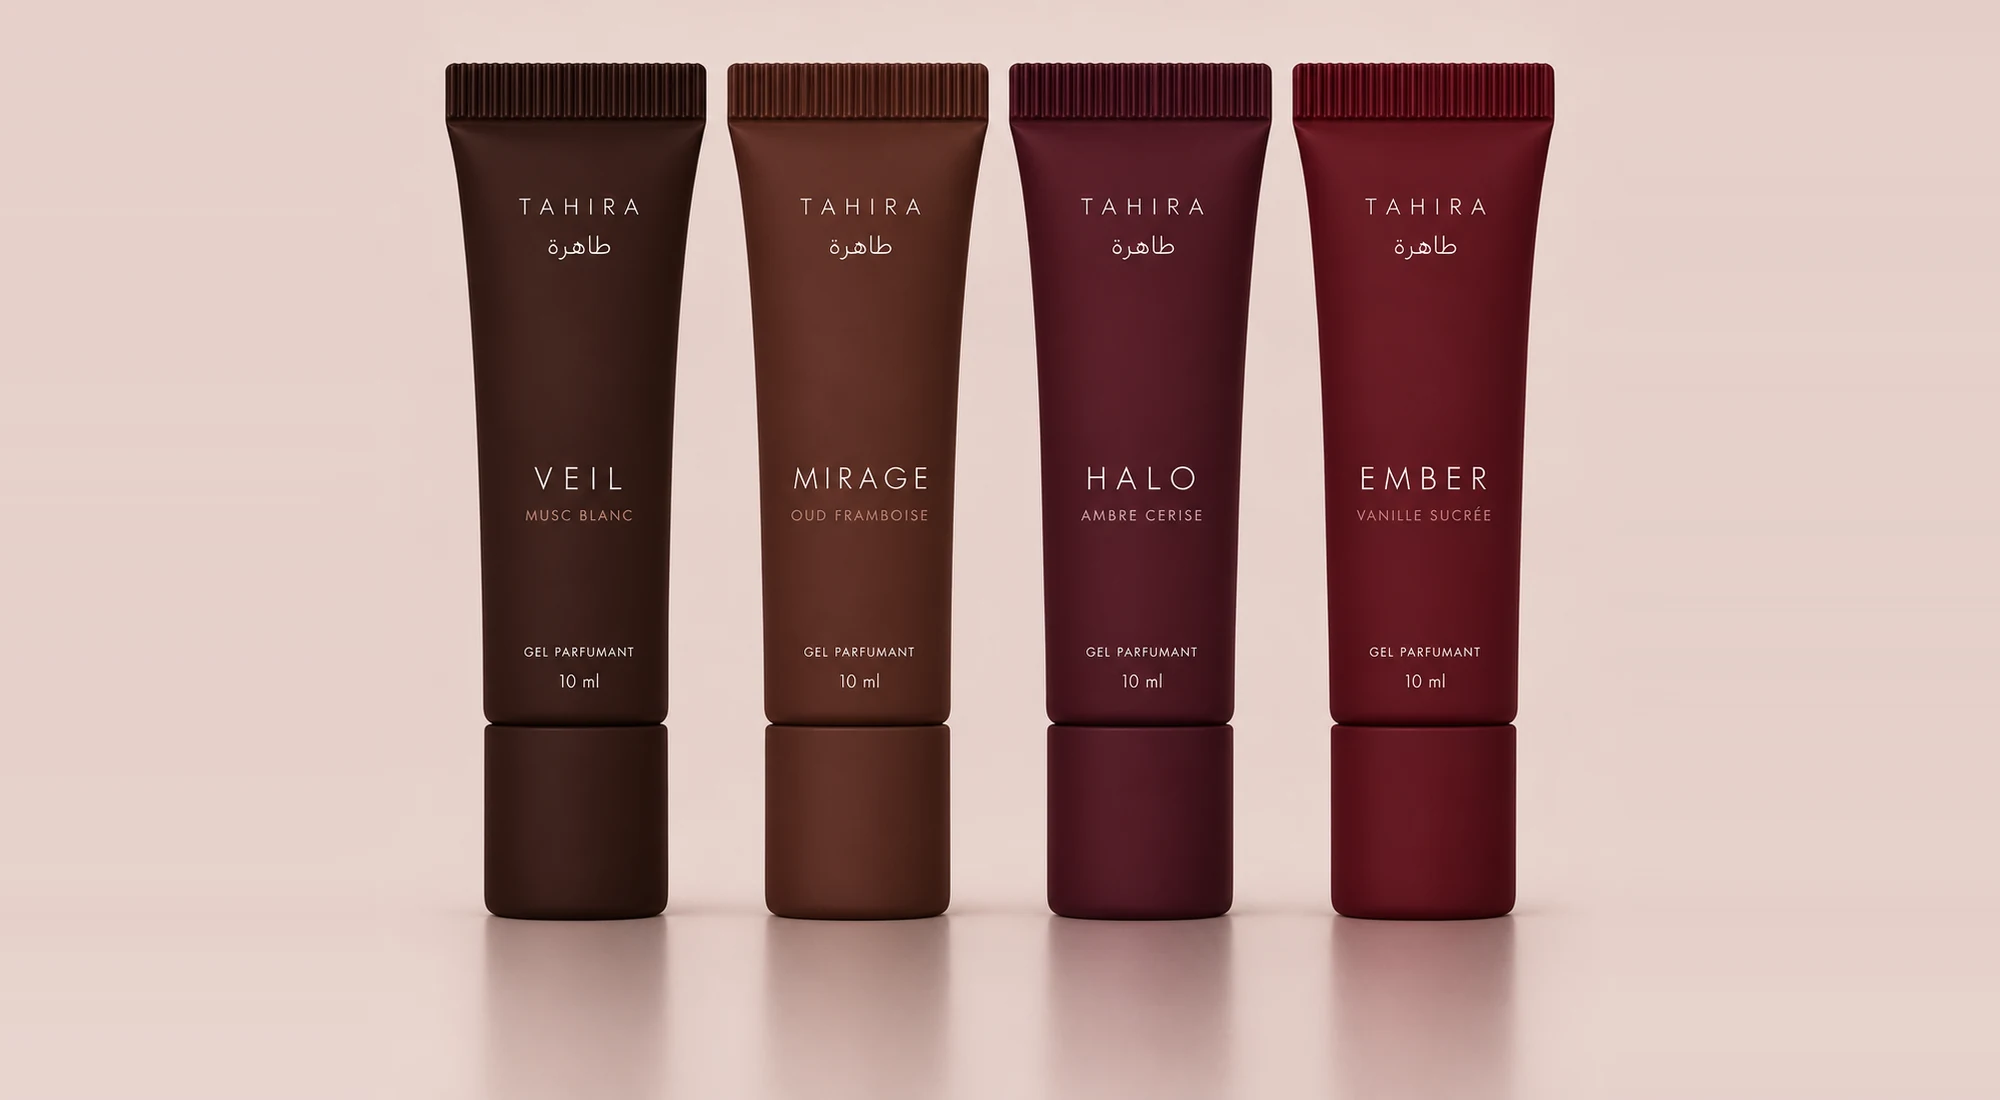 TAHIRA
طاهرة
VEIL
MUSC BLANC
GEL PARFUMANT
10 ml
TAHIRA
طاهرة
MIRAGE
OUD FRAMBOISE
GEL PARFUMANT
10 ml
TAHIRA
طاهرة
HALO
AMBRE CERISE
GEL PARFUMANT
10 ml
TAHIRA
طاهرة
EMBER
VANILLE SUCRÉE
GEL PARFUMANT
10 ml